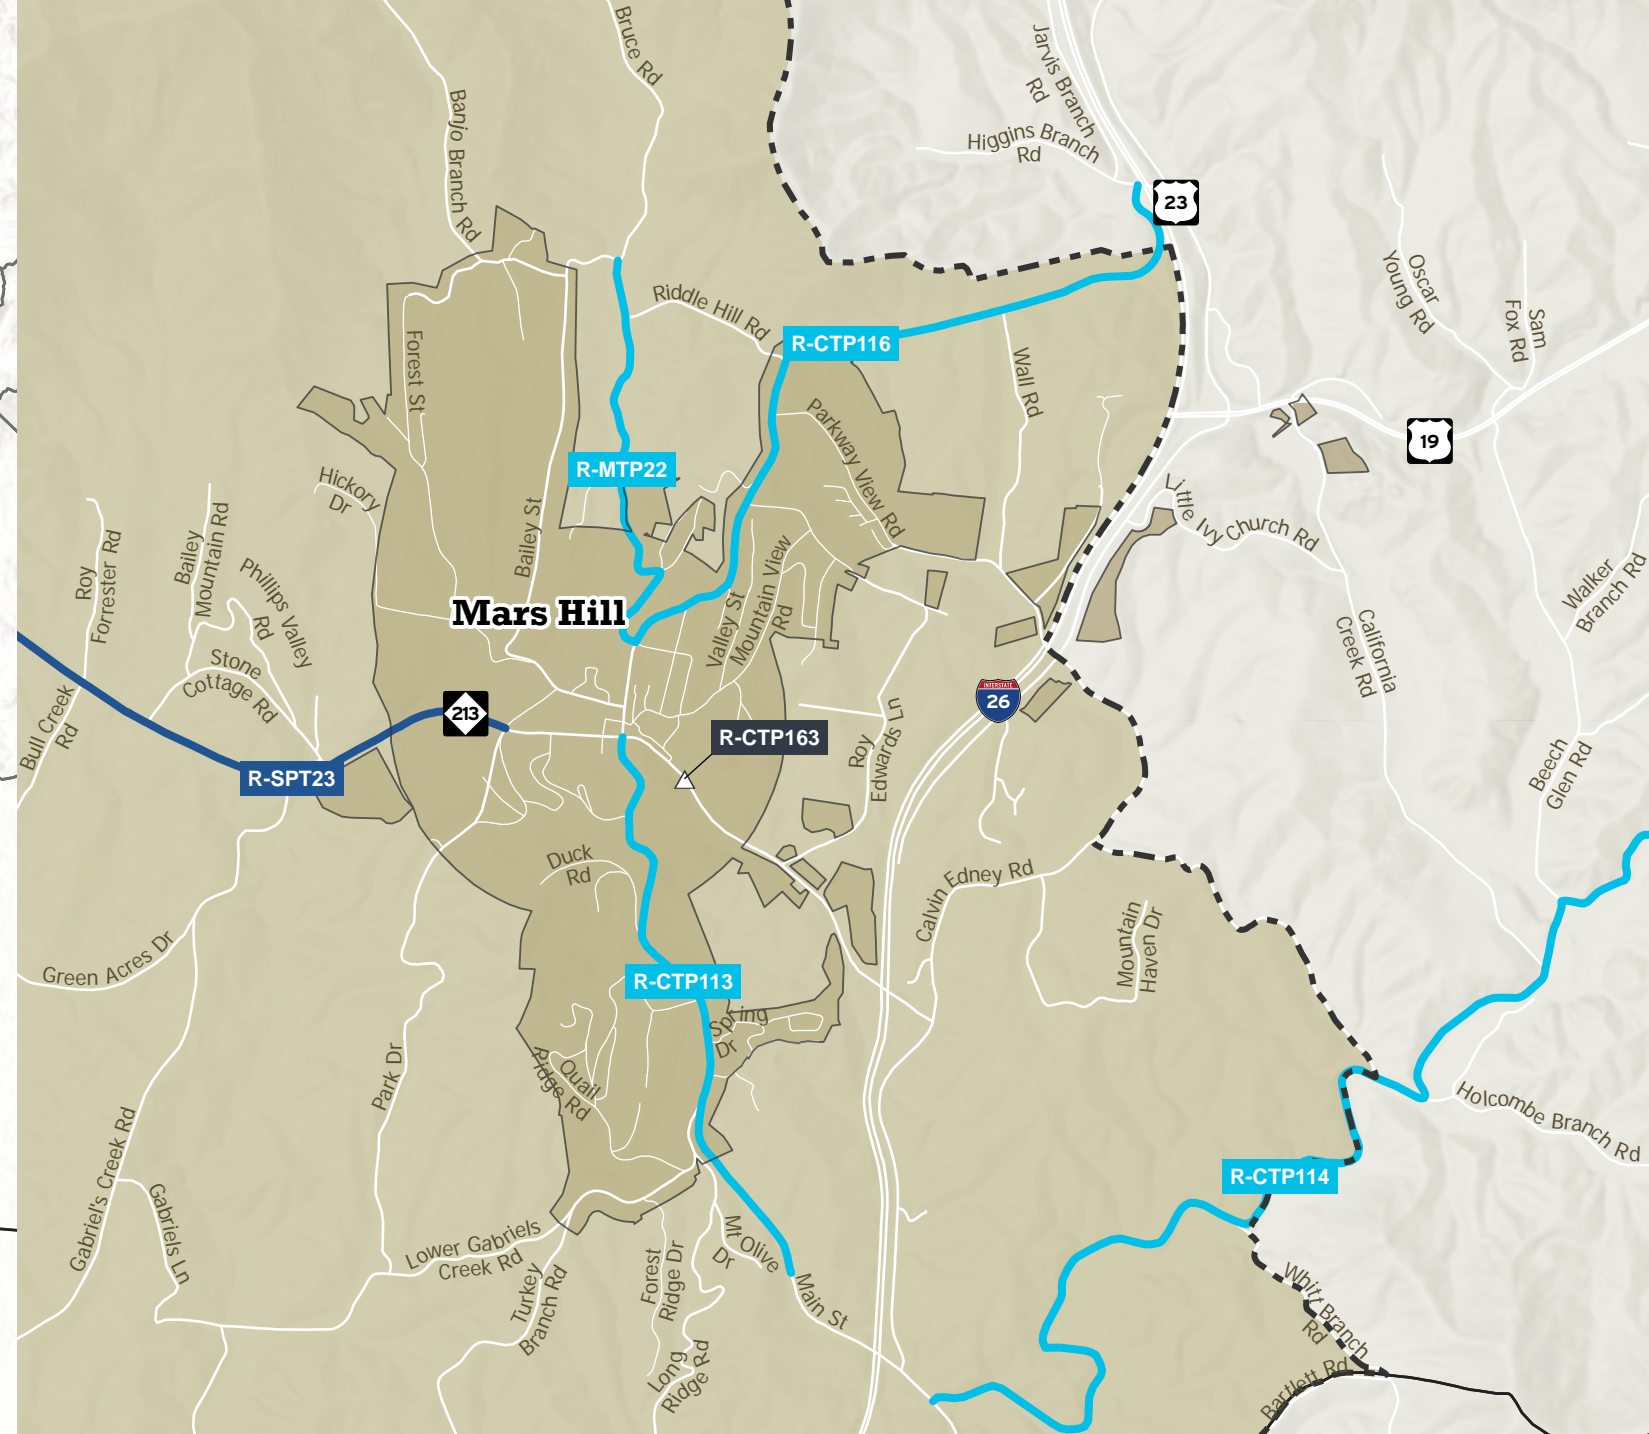 Bruce Rd
Jarvis Branch
Rd
Higgins Branch
Rd
Banjo Branch Rd
23
Oscar
Young Rd
Sam
Fox Rd
Riddle Hill Rd
R-CTP116
Forest St
Wall Rd
Parkway View Rd
19
R-MTP22
Hickory
Dr
Bailey St
Little Ivy Church Rd
Roy
Forrester Rd
Bailey
Mountain Rd
Phillips Valley
Rd
Walker
Branch Rd
Mars Hill
Valley St
Mountain View
Rd
California
Creek Rd
Stone
Cottage Rd
Bull Creek
Rd
213
INTERSTATE
26
R-CTP163
Roy
Edwards Ln
R-SPT23
Beech
Glen Rd
Duck
Rd
Calvin Edney Rd
Mountain
Haven Dr
Green Acres Dr
R-CTP113
Spring
Dr
Park Dr
Quail
Ridge Rd
Holcombe Branch Rd
Gabriel's Creek Rd
R-CTP114
Gabriels Ln
Lower Gabriels
Creek Rd
Mt Olive
Dr
Forest
Ridge Dr
Turkey
Branch Rd
Main St
Whitt Branch
Rd
Long
Ridge Rd
Bartlett Rd